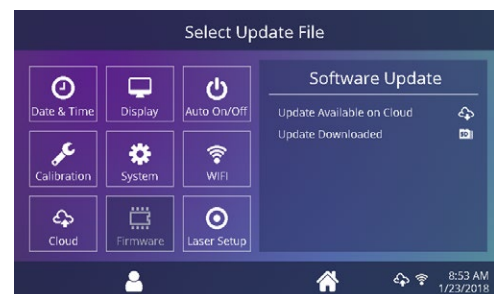 Select Update File
Software Update
Date & Time
Display
Auto On/Off
Update Available on Cloud
Update Downloaded
Calibration
System
WIFI
Cloud
Firmware
Laser Setup
8:53 AM
1/23/2018